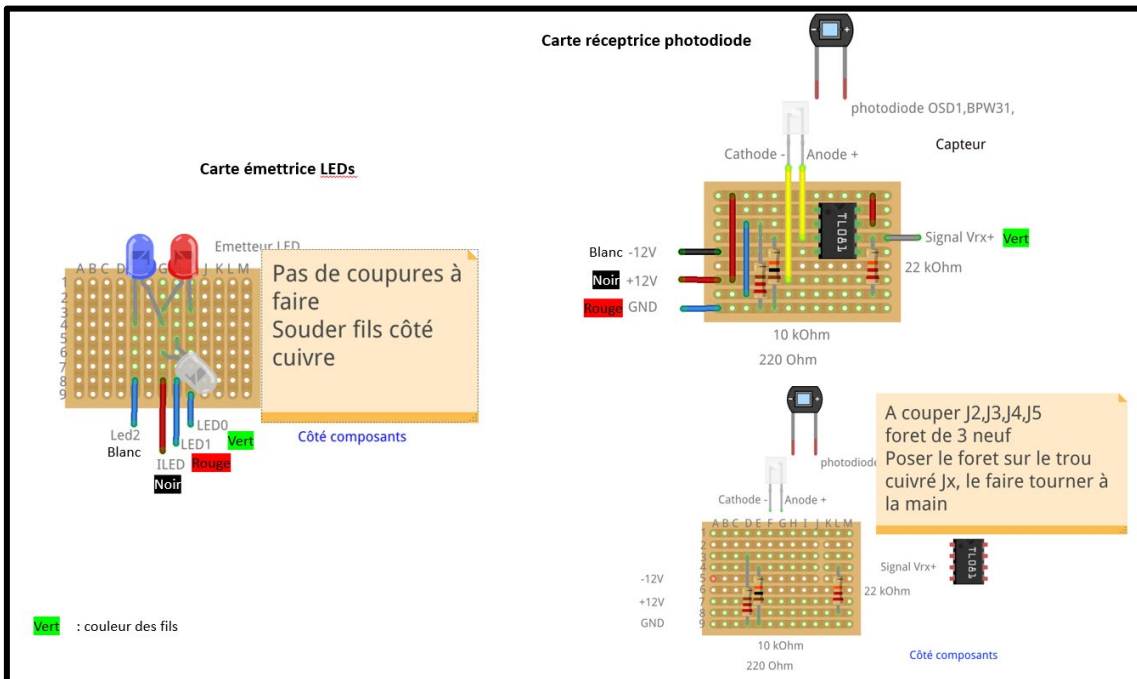 Carte réceptrice photodiode
photodiode OSD1,BPW31,
Capteur
Cathode - Anode +
TL081
Blanc -12V
Noir +12V
Rouge GND
Signal Vrx+ Vert
22 kOhm
10 kOhm
220 Ohm
Carte émettrice LEDs
Emetteur LED
A B C D G J K L M
1
2
3
4
5
6
7
8
9
Pas de coupures à
faire
Souder fils côté
cuivre
Led2
Blanc
ILED
Noir
LED1
Rouge
LED0
Vert
Côté composants
Vert : couleur des fils
photodiode
Cathode - Anode +
A B C D E F G H I J K L M
1
2
3
4
5
6
7
8
9
-12V
+12V
GND
Signal Vrx+
TL081
22 kOhm
10 kOhm
220 Ohm
A couper J2,J3,J4,J5
foret de 3 neuf
Poser le foret sur le trou
cuivré Jx, le faire tourner à
la main
Côté composants